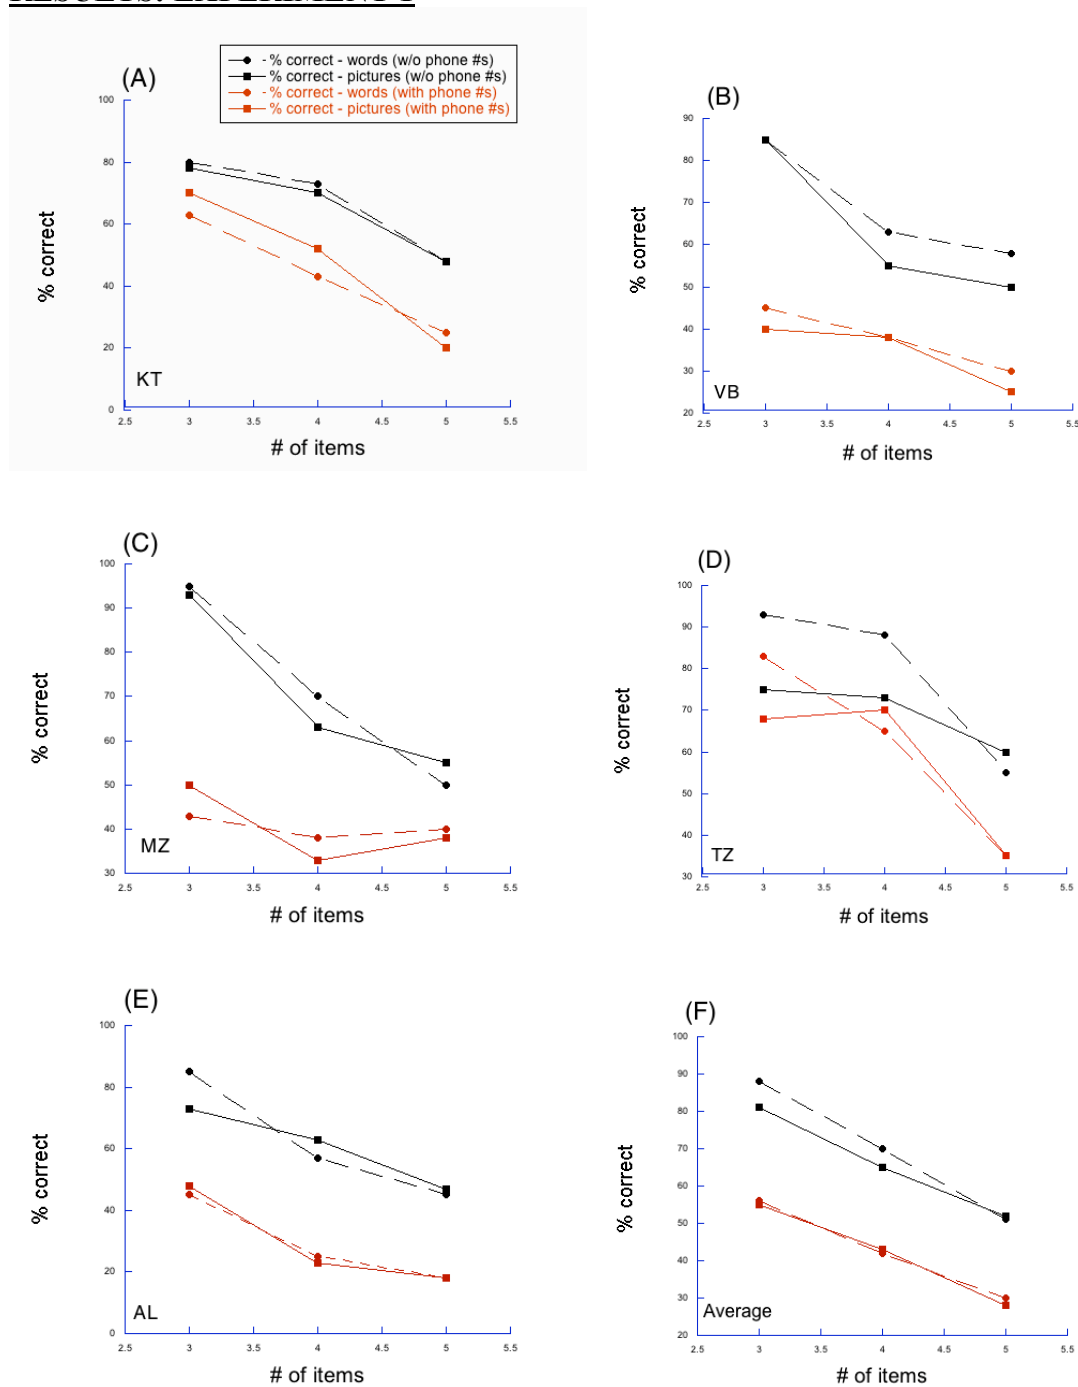 RESULTS: EXPERIMENT 1
(A)
- % correct - words (w/o phone #s)
% correct - pictures (w/o phone #s)
- % correct - words (with phone #s)
% correct - pictures (with phone #s)
100
80
60
40
20
0
% correct
KT
2.5 3 3.5 4 4.5 5 5.5
# of items
(B)
90
80
70
60
50
40
30
20
% correct
VB
2.5 3 3.5 4 4.5 5 5.5
# of items
(C)
100
90
80
70
60
50
40
30
% correct
MZ
2.5 3 3.5 4 4.5 5 5.5
# of items
(D)
100
90
80
70
60
50
40
30
% correct
TZ
2.5 3 3.5 4 4.5 5 5.5
# of items
(E)
100
80
60
40
20
0
% correct
AL
2.5 3 3.5 4 4.5 5 5.5
# of items
(F)
100
90
80
70
60
50
40
30
20
% correct
Average
2.5 3 3.5 4 4.5 5 5.5
# of items